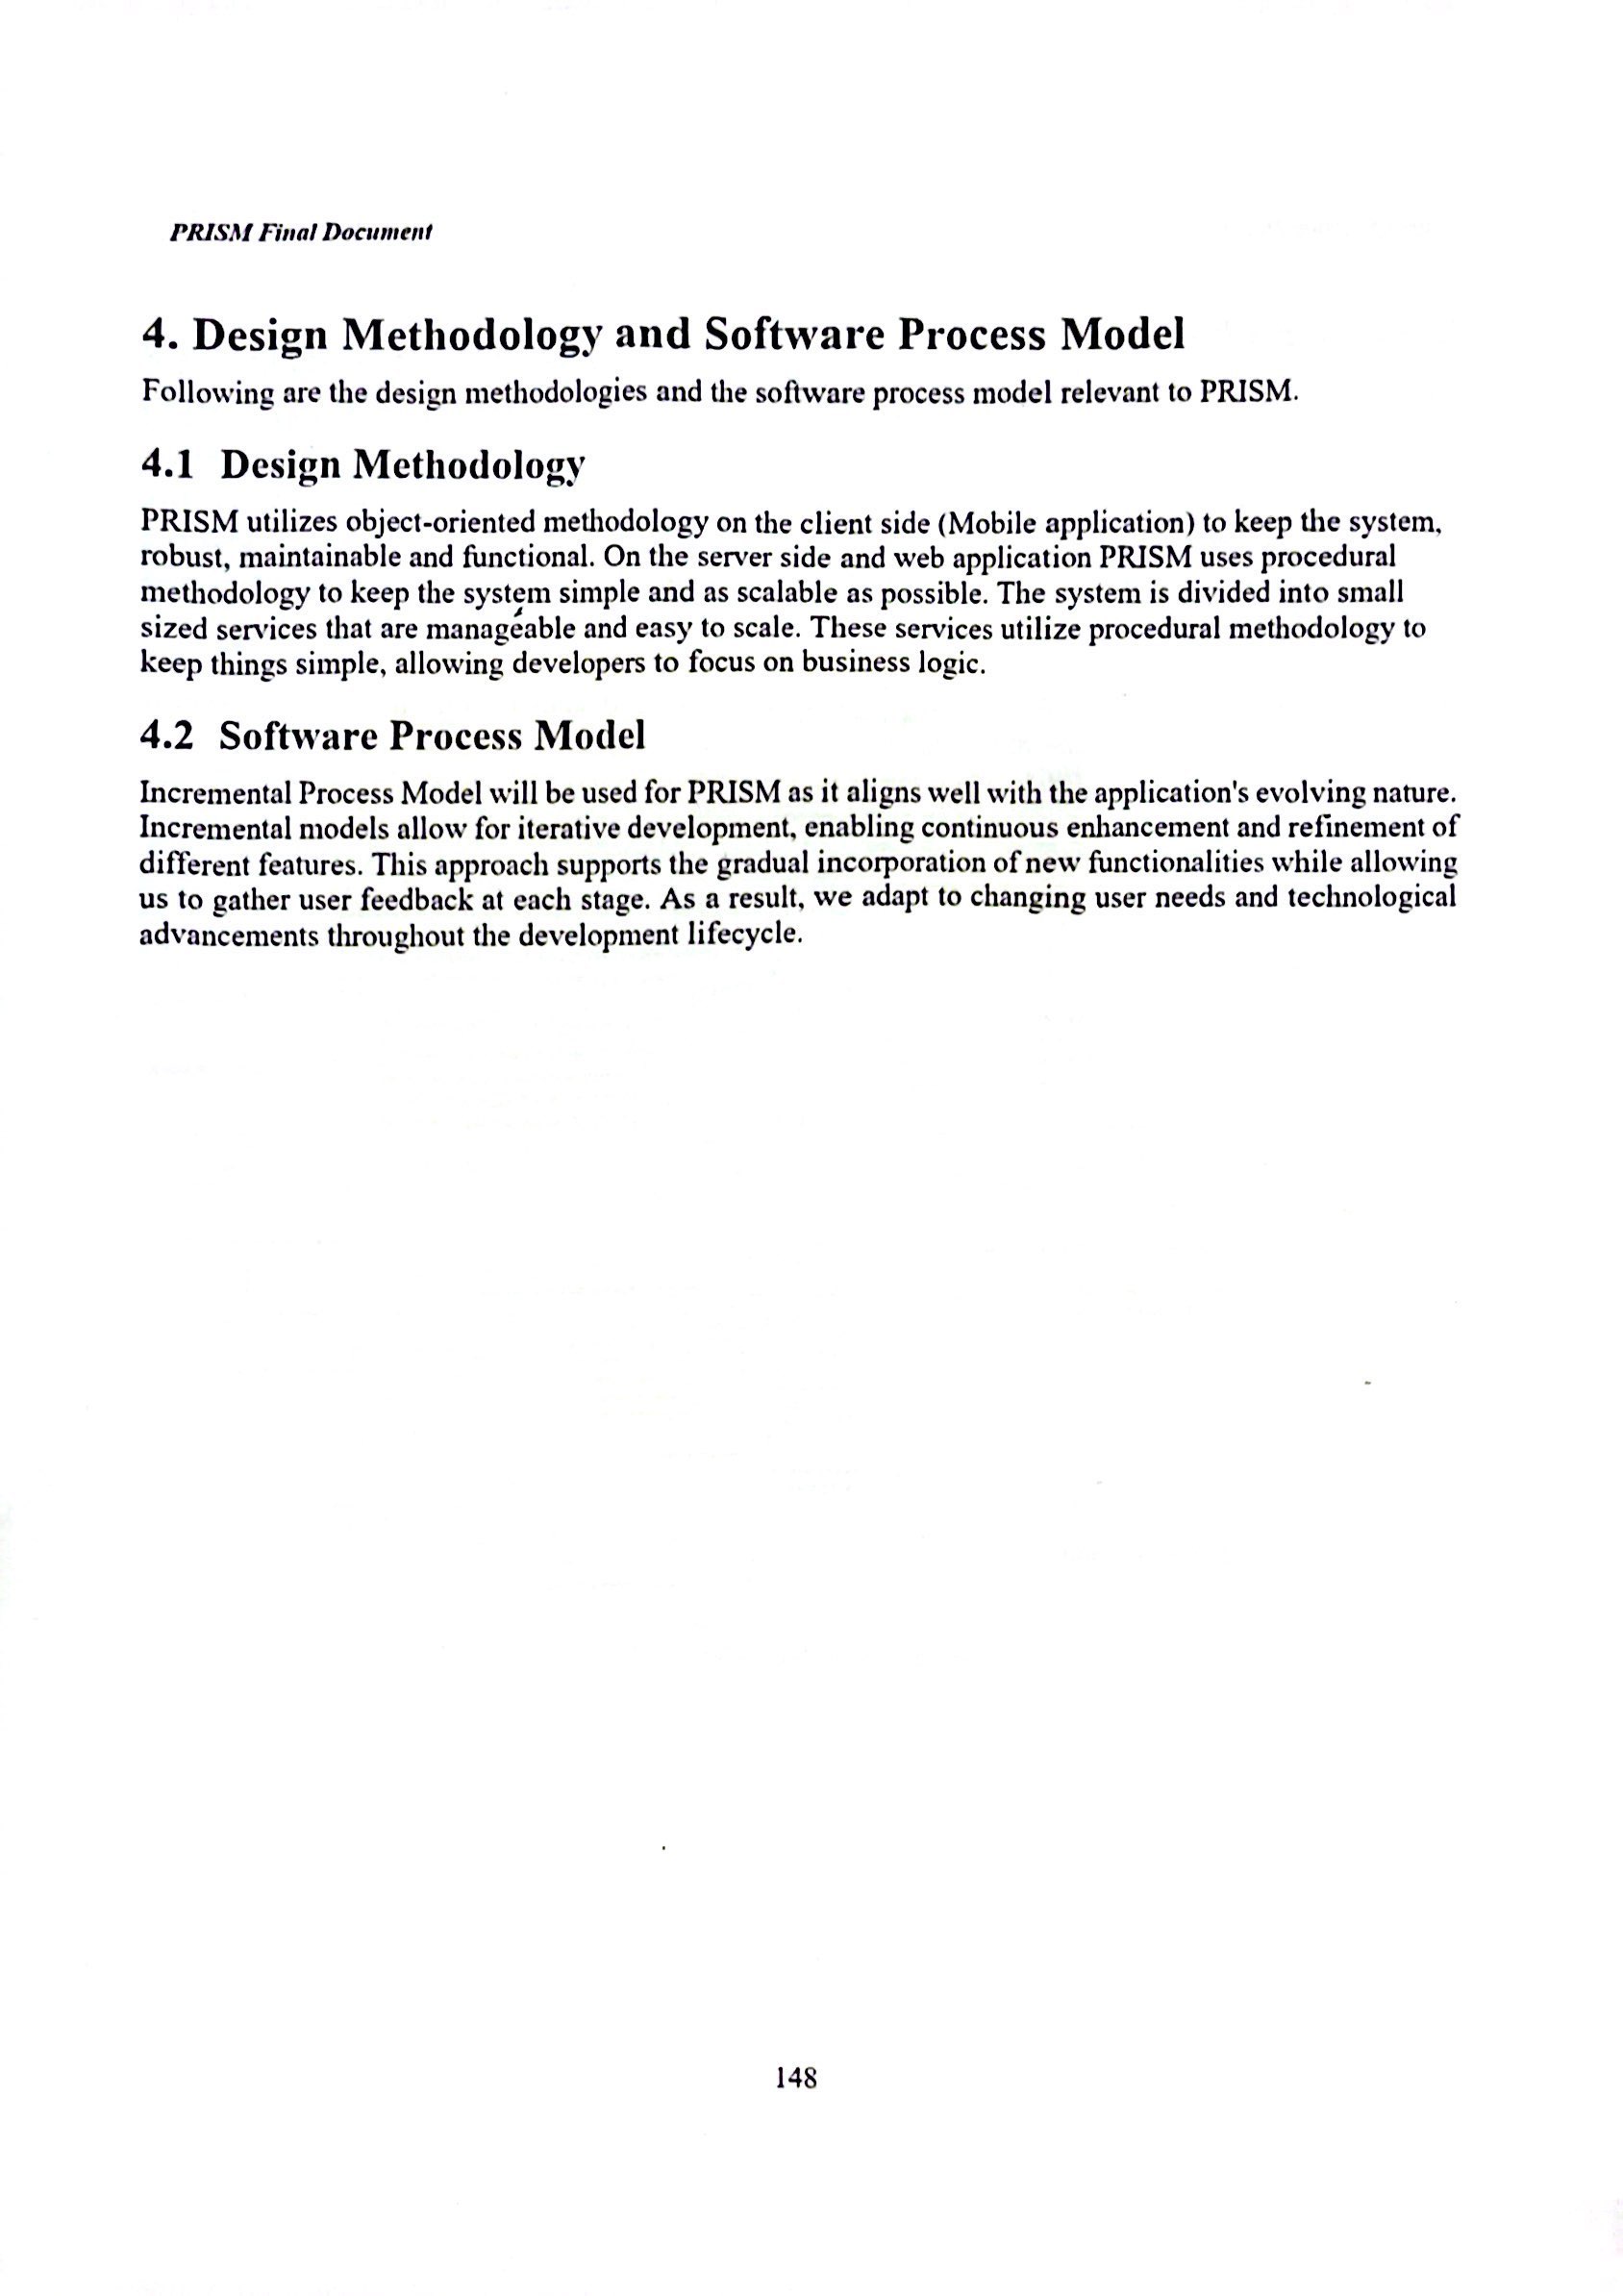 PRISM Final Document
4. Design Methodology and Software Process Model
Following are the design methodologies and the software process model relevant to PRISM.
4.1 Design Methodology
PRISM utilizes object-oriented methodology on the client side (Mobile application) to keep the system,
robust, maintainable and functional. On the server side and web application PRISM uses procedural
methodology to keep the system simple and as scalable as possible. The system is divided into small
sized services that are manageable and easy to scale. These services utilize procedural methodology to
keep things simple, allowing developers to focus on business logic.
4.2 Software Process Model
Incremental Process Model will be used for PRISM as it aligns well with the application's evolving nature.
Incremental models allow for iterative development, enabling continuous enhancement and refinement of
different features. This approach supports the gradual incorporation of new functionalities while allowing
us to gather user feedback at each stage. As a result, we adapt to changing user needs and technological
advancements throughout the development lifecycle.
148